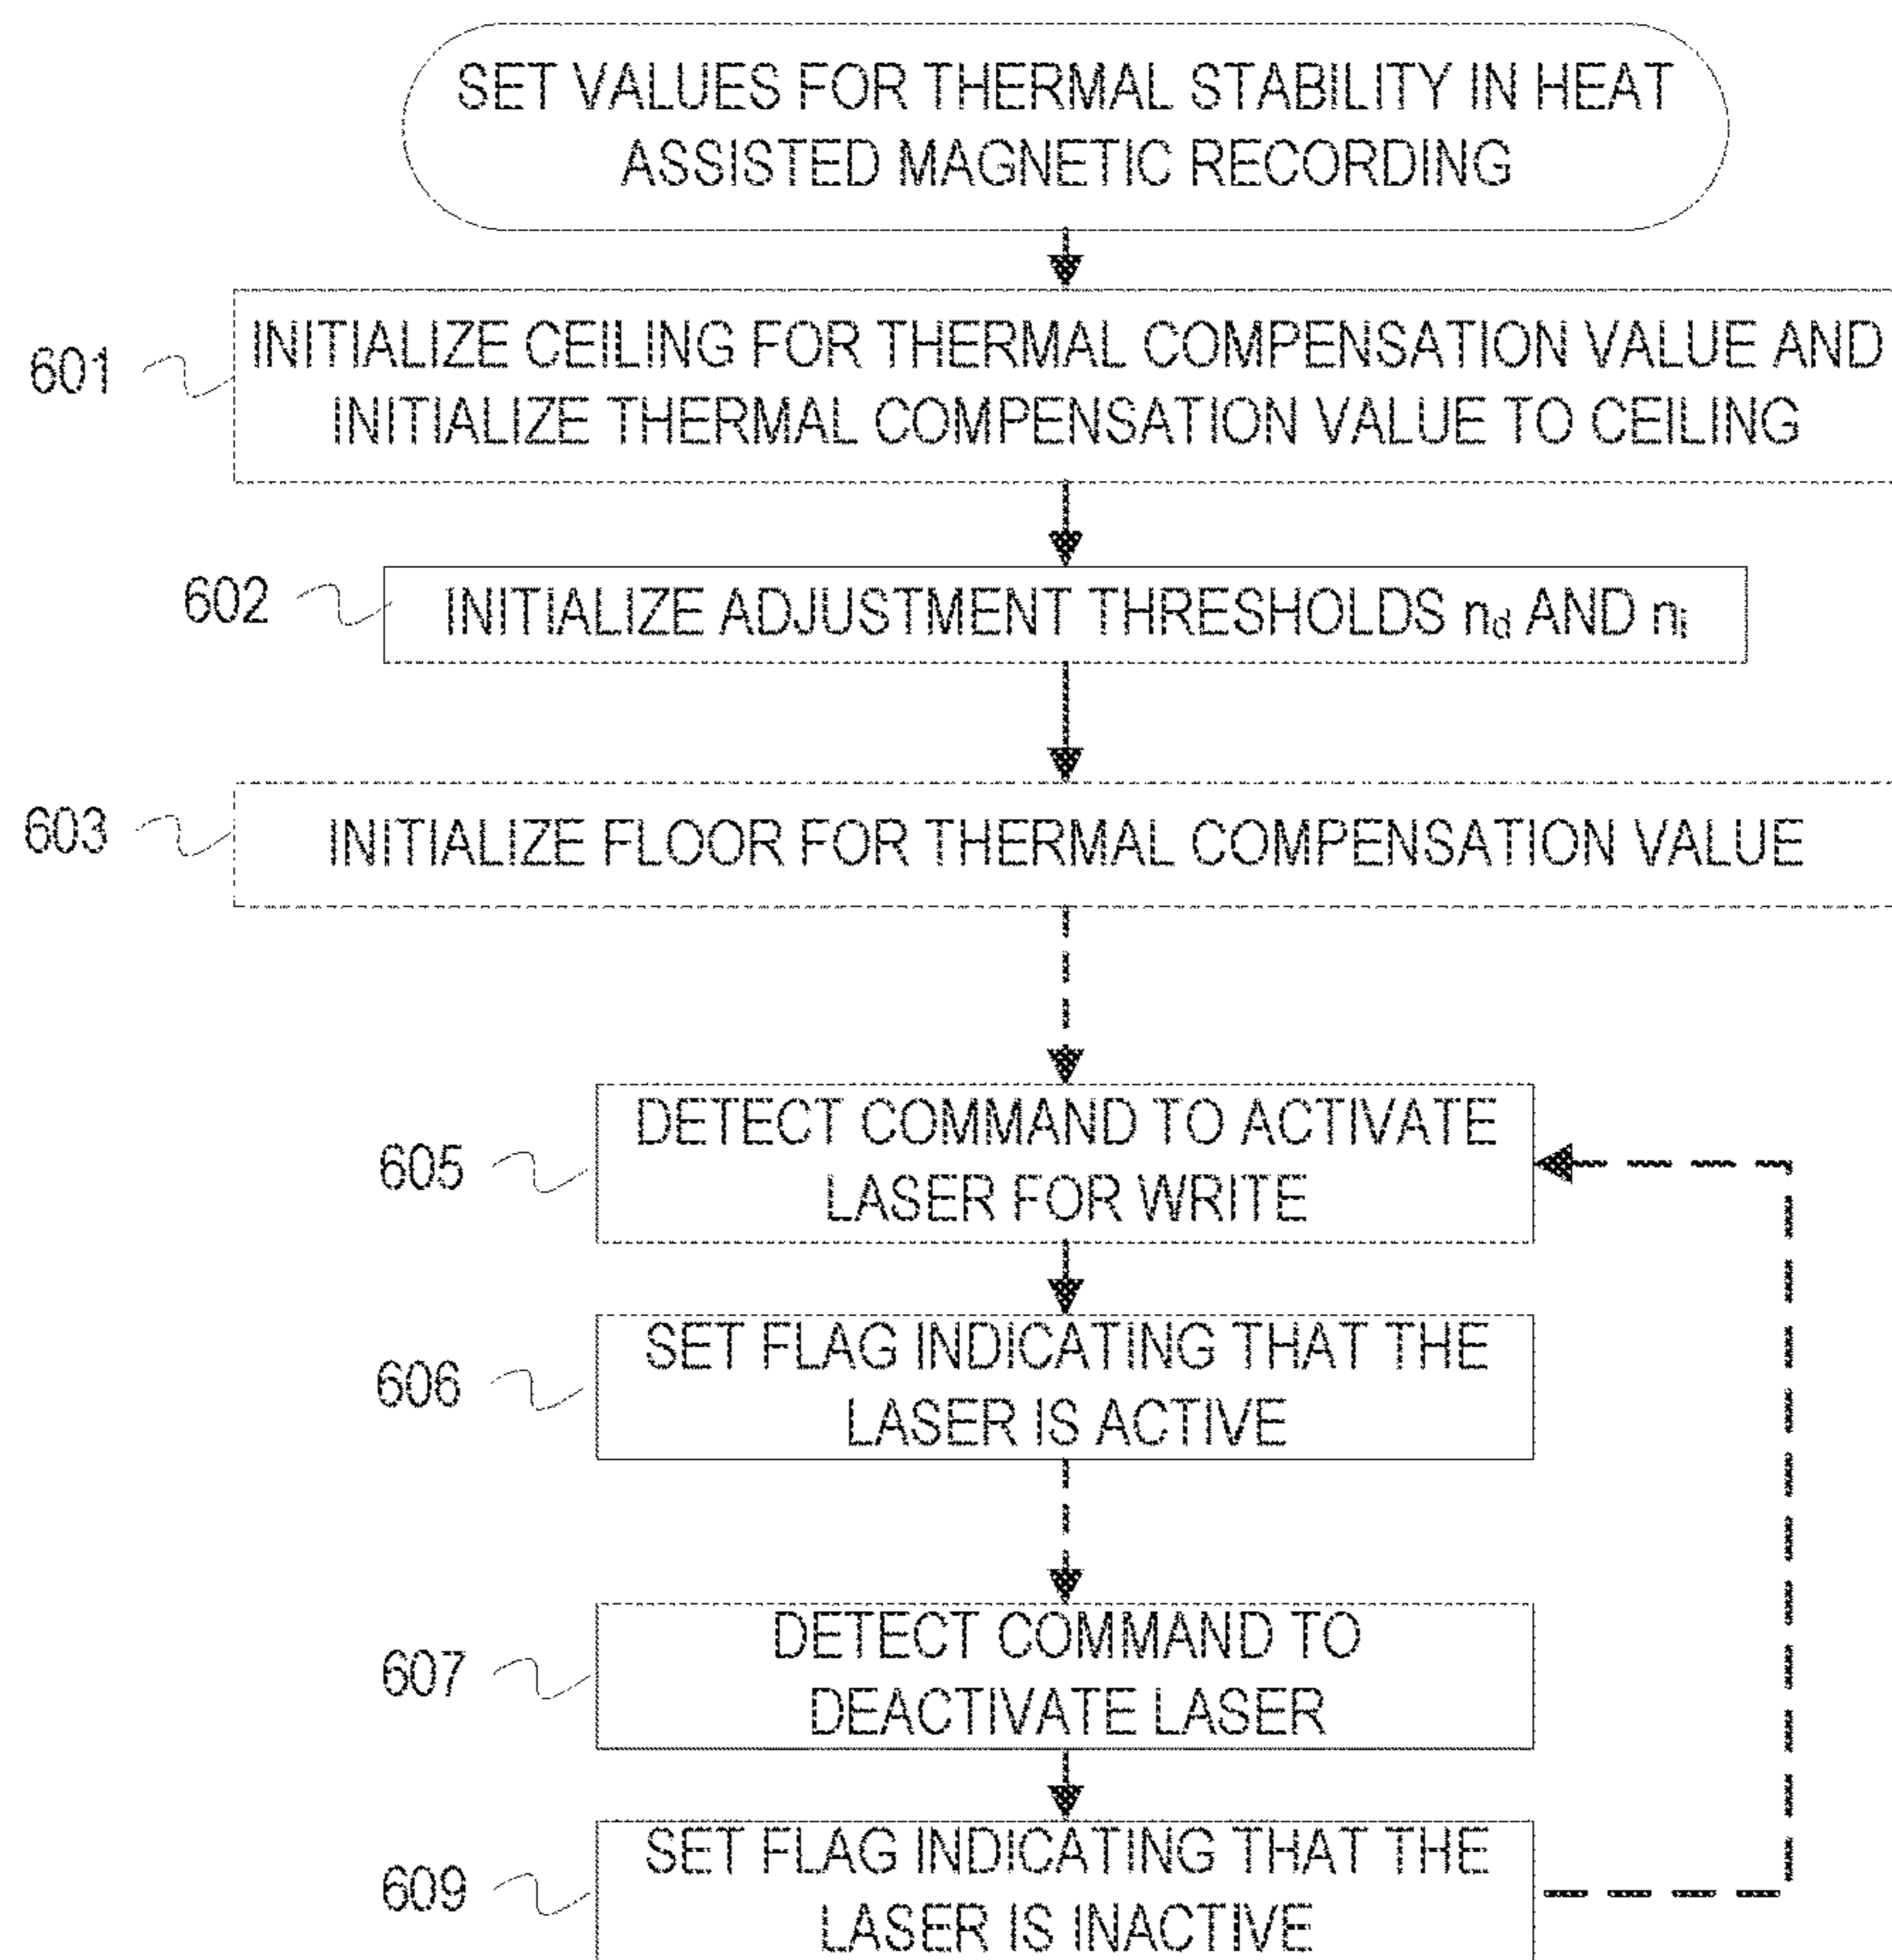 SET VALUES FOR THERMAL STABILITY IN HEAT
ASSISTED MAGNETIC RECORDING
601
INITIALIZE CEILING FOR THERMAL COMPENSATION VALUE AND
INITIALIZE THERMAL COMPENSATION VALUE TO CEILING
602
INITIALIZE ADJUSTMENT THRESHOLDS nd AND ni
603
INITIALIZE FLOOR FOR THERMAL COMPENSATION VALUE
605
DETECT COMMAND TO ACTIVATE
LASER FOR WRITE
606
SET FLAG INDICATING THAT THE
LASER IS ACTIVE
607
DETECT COMMAND TO
DEACTIVATE LASER
609
SET FLAG INDICATING THAT THE
LASER IS INACTIVE